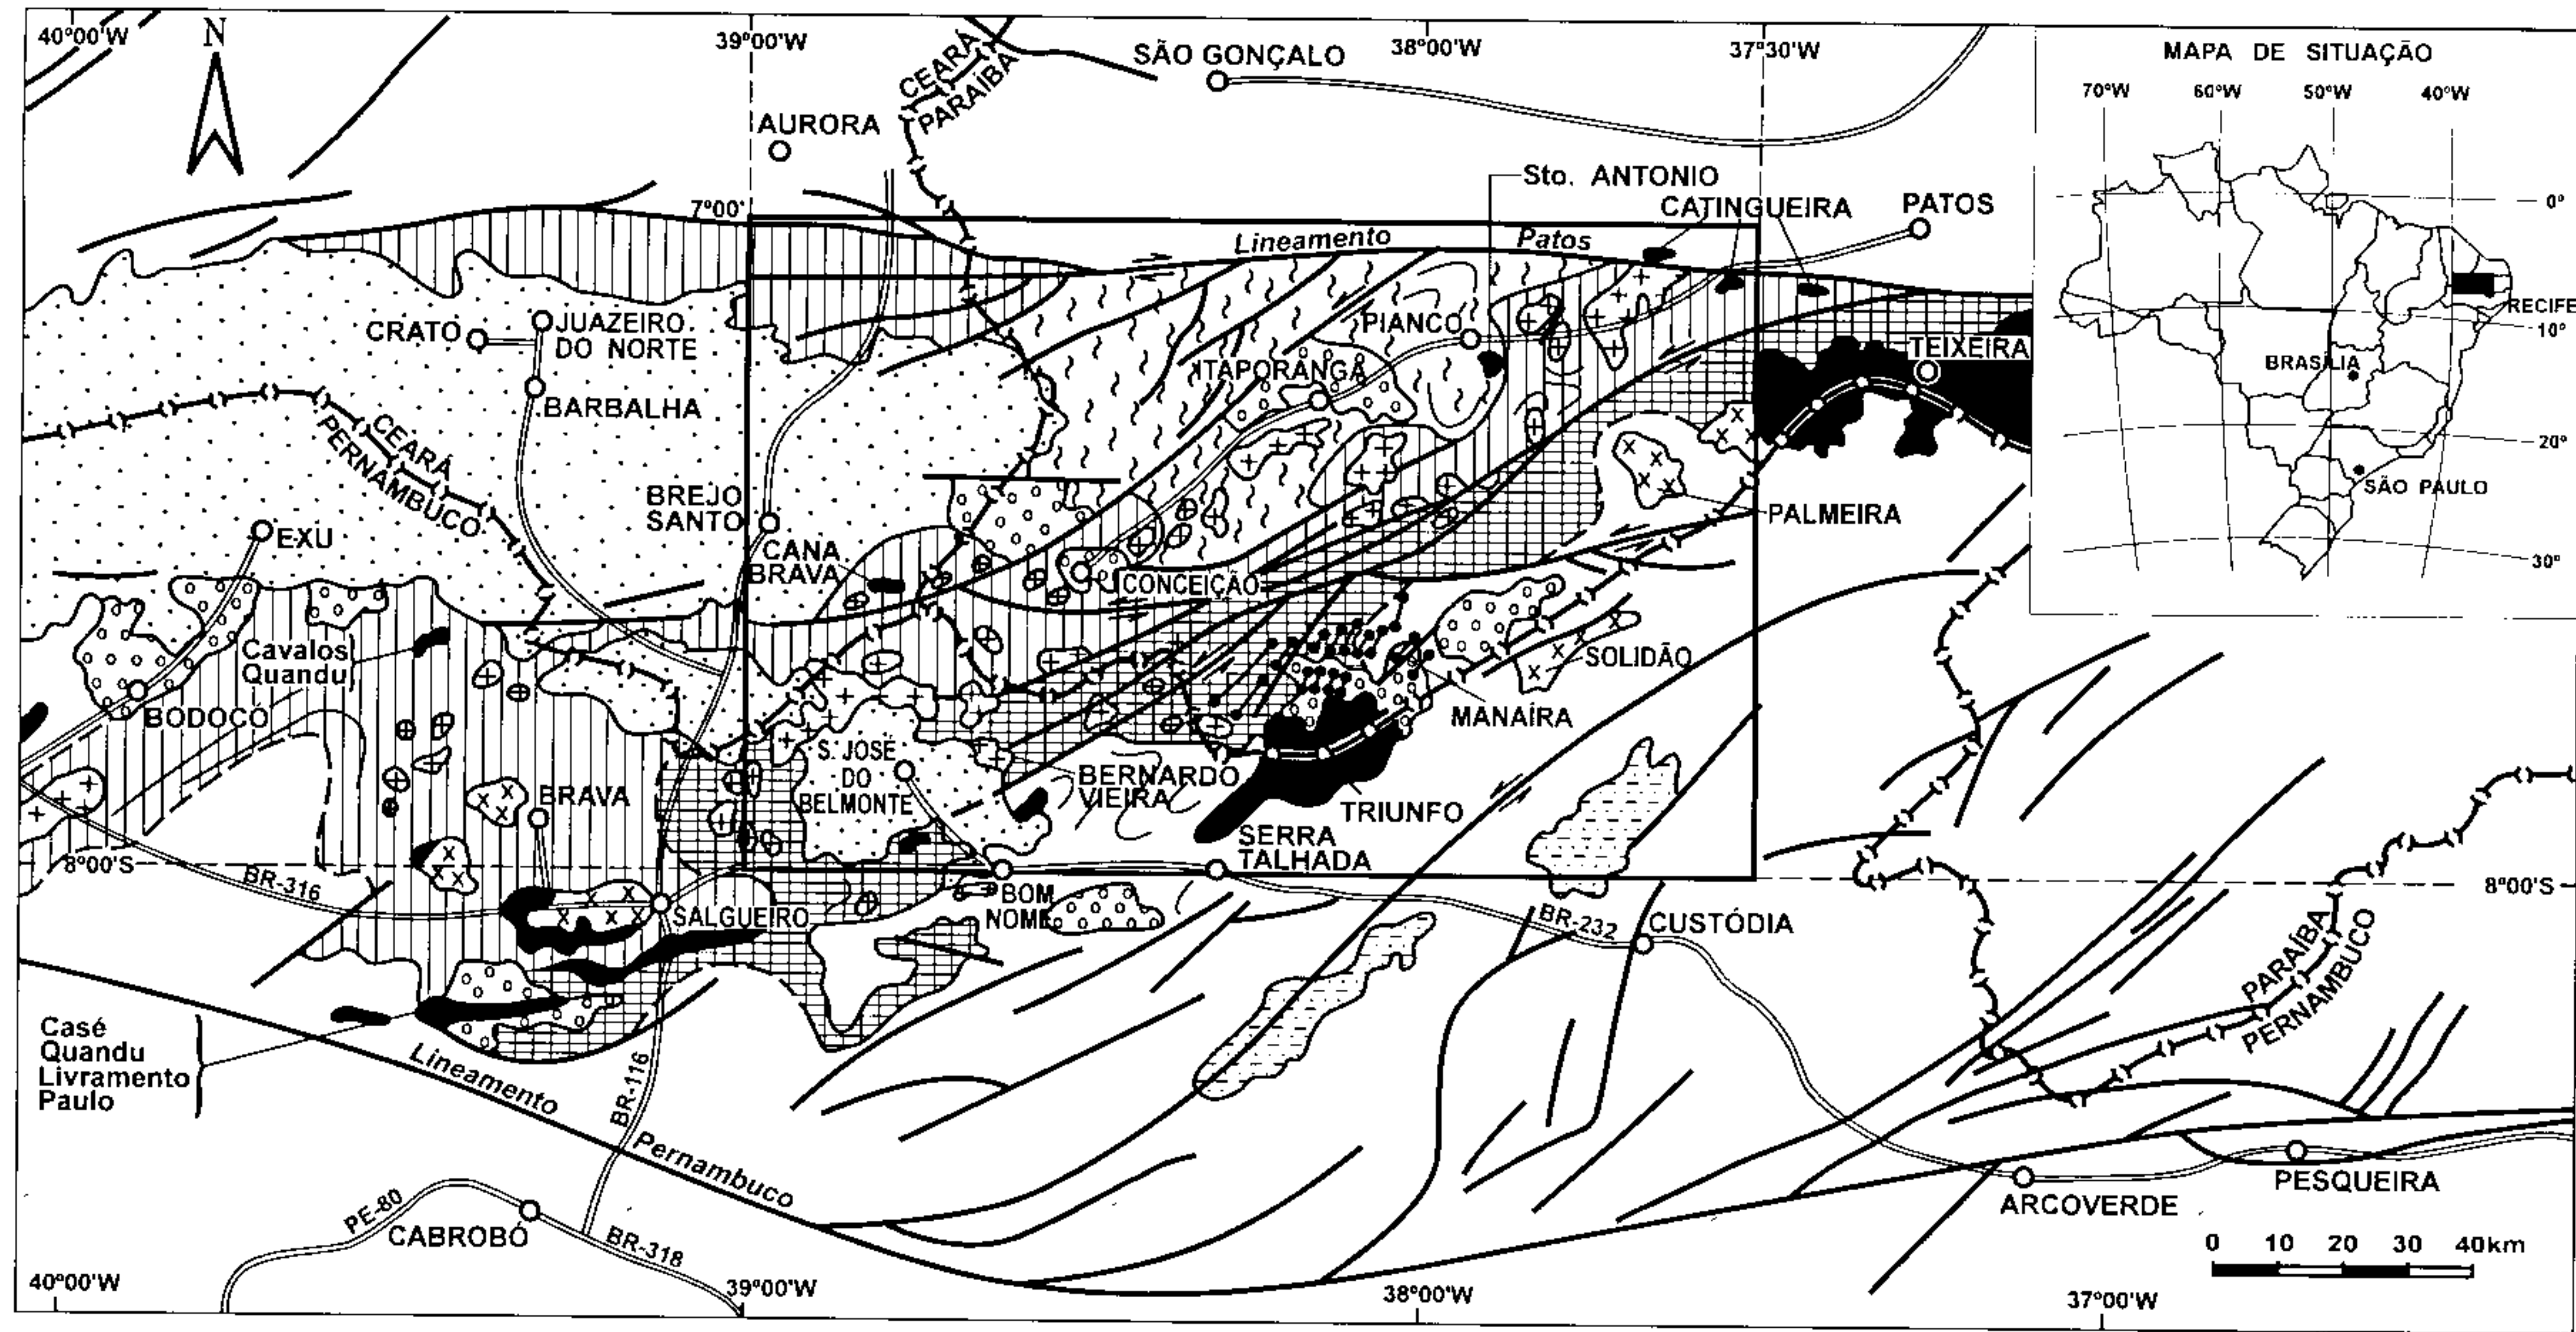 40°00'W
N
39°00'W
CEARÁ
PARAÍBA
SÃO GONÇALO
38°00'W
37°30'W
MAPA DE SITUAÇÃO
70°W
60°W
50°W
40°W
0°
RECIFE
10°
BRASÍLIA
20°
SÃO PAULO
30°
AURORA
7°00'
Sto. ANTONIO
CATINGUEIRA
PATOS
Lineamento Patos
CRATO
JUAZEIRO
DO NORTE
BARBALHA
PIANCO
ITAPORANGA
TEIXEIRA
CEARÁ
PERNAMBUCO
BREJO
SANTO
EXU
CANA
BRAVA
CONCEIÇÃO
PALMEIRA
Cavalos
Quandu
SOLIDÃO
BODOCÓ
MANAÍRA
S. JOSÉ
DO
BELMONTE
BERNARDO
VIEIRA
BRAVA
TRIUNFO
SERRA
TALHADA
8°00'S
BR-316
SALGUEIRO
BOM
NOME
BR-232
CUSTÓDIA
8°00'S
PARAÍBA
PERNAMBUCO
Casé
Quandu
Livramento
Paulo
Lineamento
Pernambuco
BR-116
PE-80
CABROBÓ
BR-318
ARCOVERDE
PESQUEIRA
0 10 20 30 40km
40°00'W
39°00'W
38°00'W
37°00'W